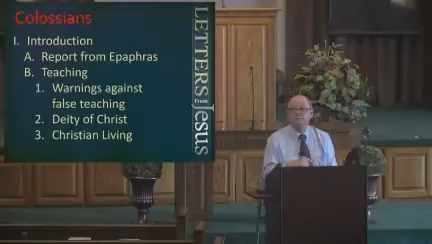 Colossians
I. Introduction
A. Report from Epaphras
B. Teaching
1. Warnings against
false teaching
2. Deity of Christ
3. Christian Living
LETTERS
From
Jesus